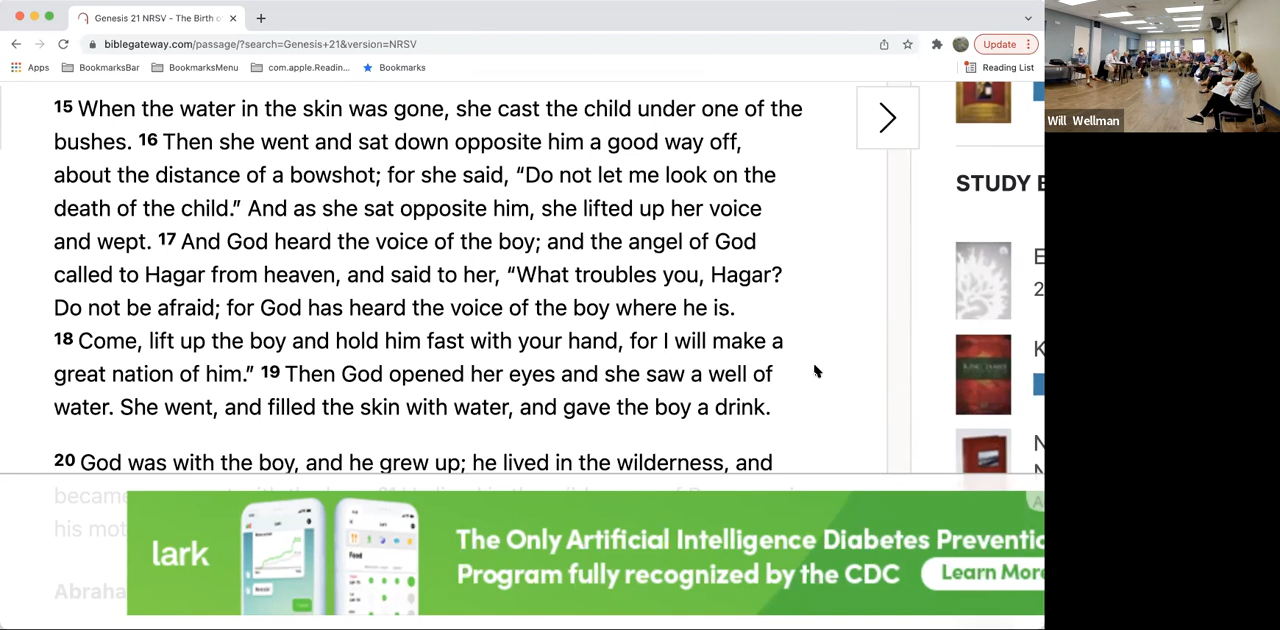 Genesis 21 NRSV - The Birth o
biblegateway.com/passage/?search=Genesis+21&version=NRSV
Update
Apps BookmarksBar BookmarksMenu com.apple.Readin... Bookmarks Reading List
15 When the water in the skin was gone, she cast the child under one of the
bushes. 16 Then she went and sat down opposite him a good way off,
about the distance of a bowshot; for she said, “Do not let me look on the
death of the child.” And as she sat opposite him, she lifted up her voice
and wept. 17 And God heard the voice of the boy; and the angel of God
called to Hagar from heaven, and said to her, “What troubles you, Hagar?
Do not be afraid; for God has heard the voice of the boy where he is.
18 Come, lift up the boy and hold him fast with your hand, for I will make a
great nation of him.” 19 Then God opened her eyes and she saw a well of
water. She went, and filled the skin with water, and gave the boy a drink.
20 God was with the boy, and he grew up; he lived in the wilderness, and
became
his mot
Abraha
STUDY
E
2
K
N
Will Wellman
lark
Food
The Only Artificial Intelligence Diabetes Preventio
Program fully recognized by the CDC
Learn More